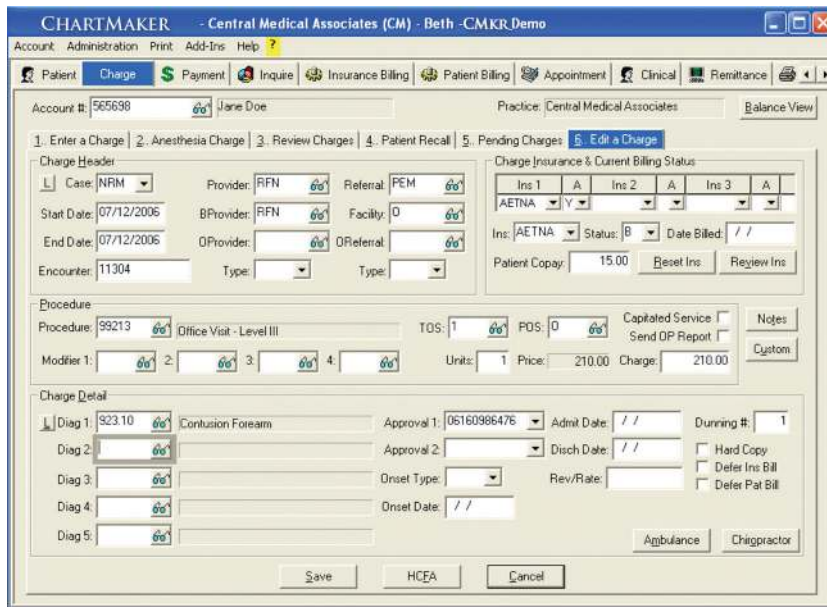 CHARTMAKER - Central Medical Associates (CM) - Beth -CMKR_Demo
Account Administration Print Add-Ins Help ?
Patient Charge $ Payment Inquire Insurance Billing Patient Billing Appointment Clinical Remittance
Account #: 565698 Jane Doe Practice: Central Medical Associates Balance View
1.. Enter a Charge 2.. Anesthesia Charge 3.. Review Charges 4.. Patient Recall 5.. Pending Charges 6.. Edit a Charge
Charge Header Charge Insurance & Current Billing Status
L Case: NRM Provider: RFN Referral: PEM Ins 1 A Ins 2 A Ins 3 A
AETNA Y
Start Date: 07/12/2006 BProvider: RFN Facility: O Ins: AETNA Status: B Date Billed: / /
End Date: 07/12/2006 OProvider: OReferral:
Encounter: 11304 Type: Type: Patient Copay: 15.00 Reset Ins Review Ins
Procedure
Procedure: 99213 Office Visit - Level III TOS: 1 POS: O Capitated Service Notes
Send OP Report
Modifier 1: 2: 3: 4: Units: 1 Price: 210.00 Charge: 210.00 Custom
Charge Detail
L Diag 1: 923.10 Contusion Forearm Approval 1: 06160986476 Admit Date: / / Dunning #: 1
Diag 2: Approval 2: Disch Date: / / Hard Copy
Defer Ins Bill
Diag 3: Onset Type: Rev/Rate: Defer Pat Bill
Diag 4: Onset Date: / /
Diag 5: Ambulance Chiropractor
Save HCFA Cancel